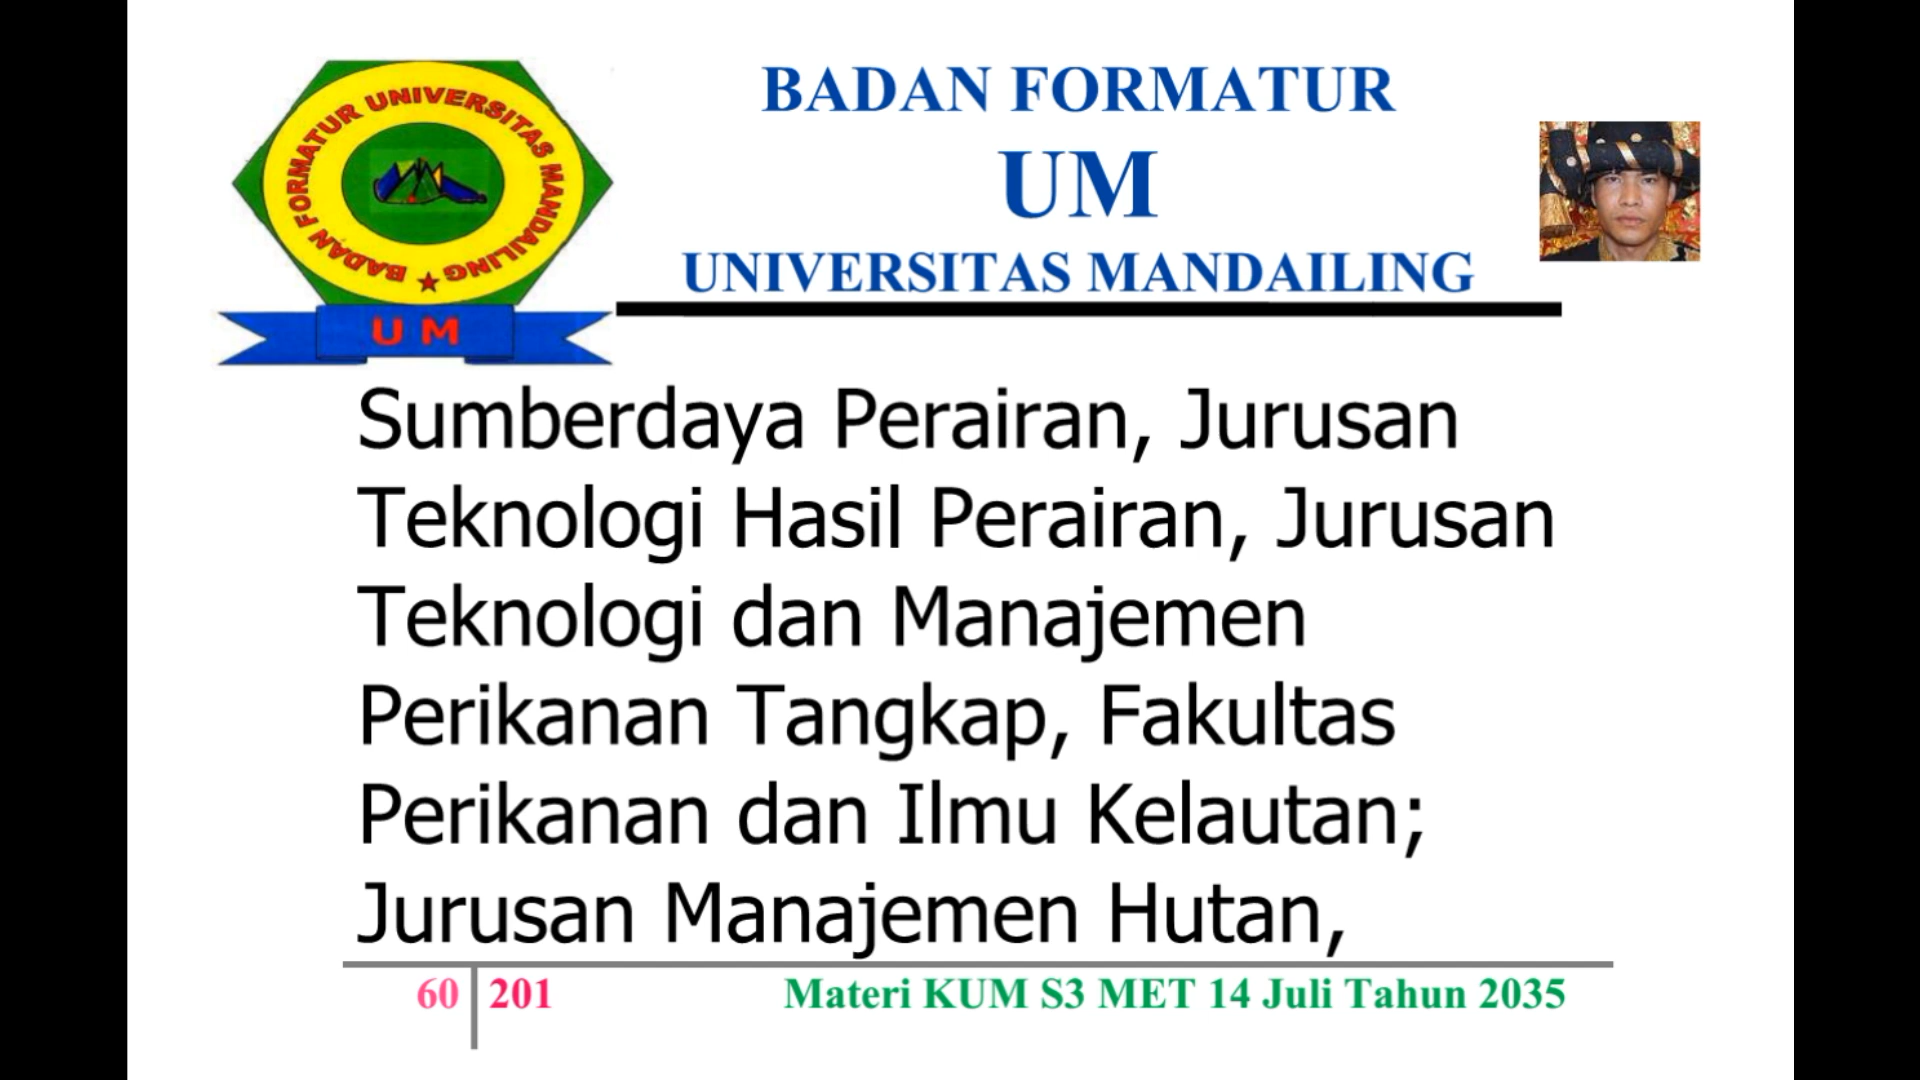 BADAN FORMATUR UNIVERSITAS MANDAILING
UM
BADAN FORMATUR
UM
UNIVERSITAS MANDAILING
Sumberdaya Perairan, Jurusan
Teknologi Hasil Perairan, Jurusan
Teknologi dan Manajemen
Perikanan Tangkap, Fakultas
Perikanan dan Ilmu Kelautan;
Jurusan Manajemen Hutan,
60 201 Materi KUM S3 MET 14 Juli Tahun 2035